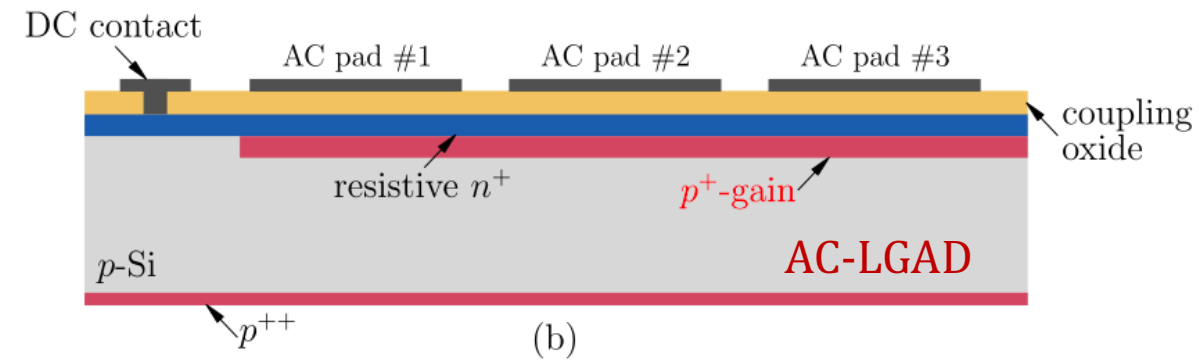 DC contact
AC pad #1
AC pad #2
AC pad #3
coupling
oxide
resistive n⁺
p⁺-gain
AC-LGAD
p-Si
p⁺⁺
(b)